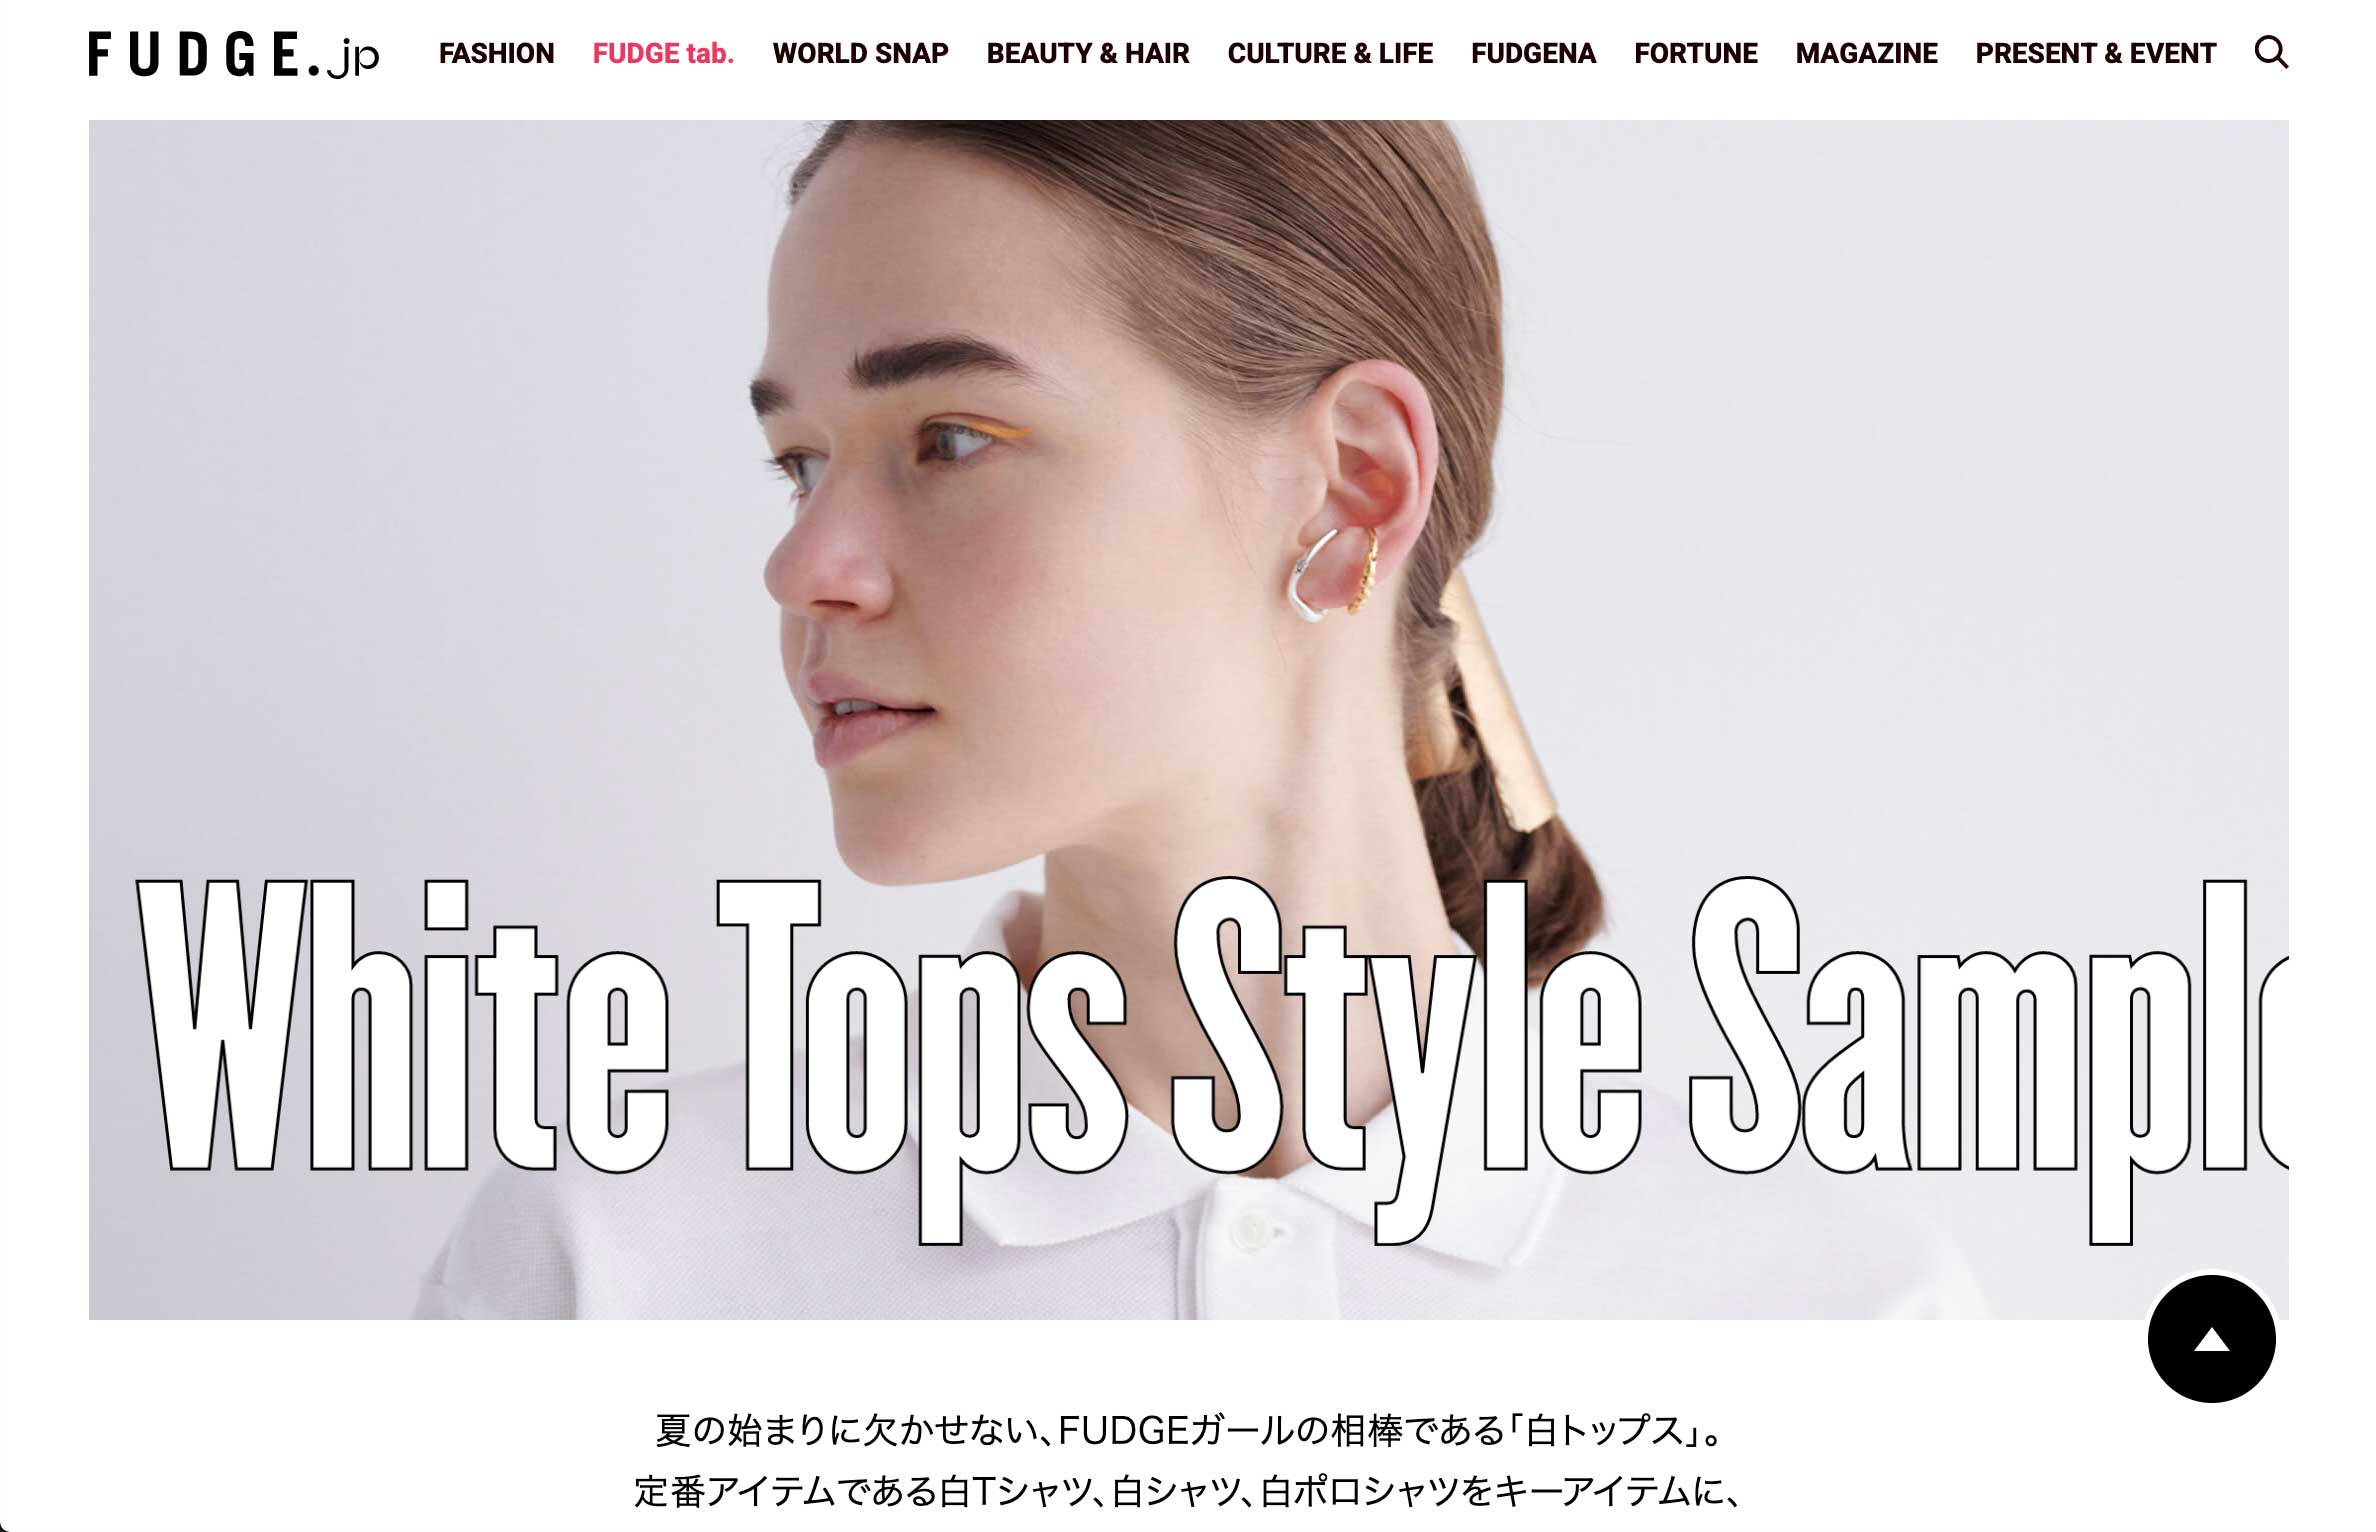 FUDGE.jp FASHION FUDGE tab. WORLD SNAP BEAUTY & HAIR CULTURE & LIFE FUDGENA FORTUNE MAGAZINE PRESENT & EVENT
White Tops Style Sample
夏の始まりに欠かせない、FUDGEガールの相棒である「白トップス」。
定番アイテムである白Tシャツ、白シャツ、白ポロシャツをキーアイテムに、